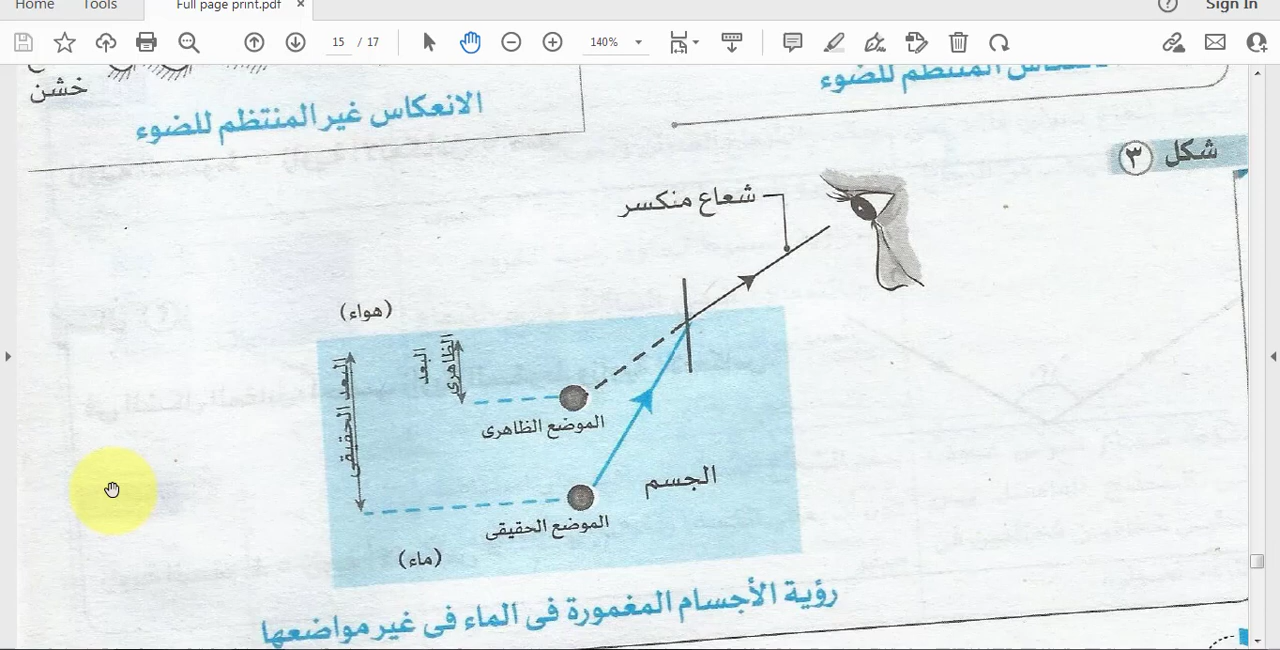 Home Tools Full page print.pdf × Sign In
15 / 17 140%
المنتظم للضوء
خشن
الانعكاس غير المنتظم للضوء
شكل ٣
شعاع منكسر
(هواء)
البعد الظاهرى
البعد الحقيقى
الموضع الظاهرى
الجسم
الموضع الحقيقى
(ماء)
رؤية الأجسام المغمورة فى الماء فى غير مواضعها